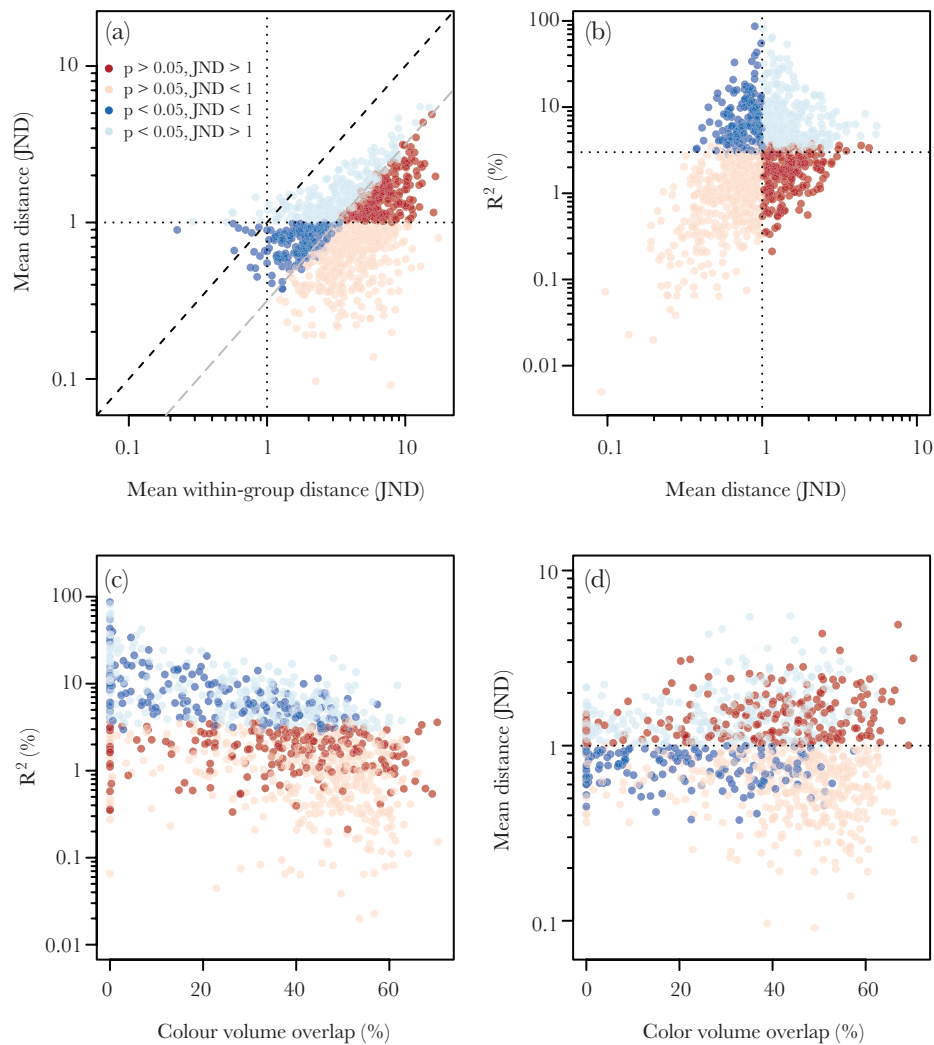 (a)
p > 0.05, JND > 1
p > 0.05, JND < 1
p < 0.05, JND < 1
p < 0.05, JND > 1
Mean distance (JND)
10
1
0.1
0.1
1
10
Mean within-group distance (JND)
(b)
R² (%)
100
10
1
0.1
0.01
0.1
1
10
Mean distance (JND)
(c)
R² (%)
100
10
1
0.1
0.01
0
20
40
60
Colour volume overlap (%)
(d)
Mean distance (JND)
10
1
0.1
0
20
40
60
Color volume overlap (%)